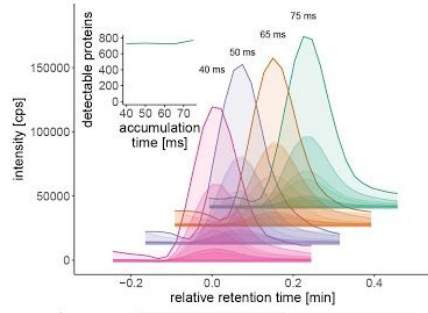 75 ms
65 ms
50 ms
40 ms
detectable proteins
800
600
400
200
0
40 50 60 70
accumulation
time [ms]
intensity [cps]
150000
100000
50000
0
−0.2 0.0 0.2 0.4
relative retention time [min]